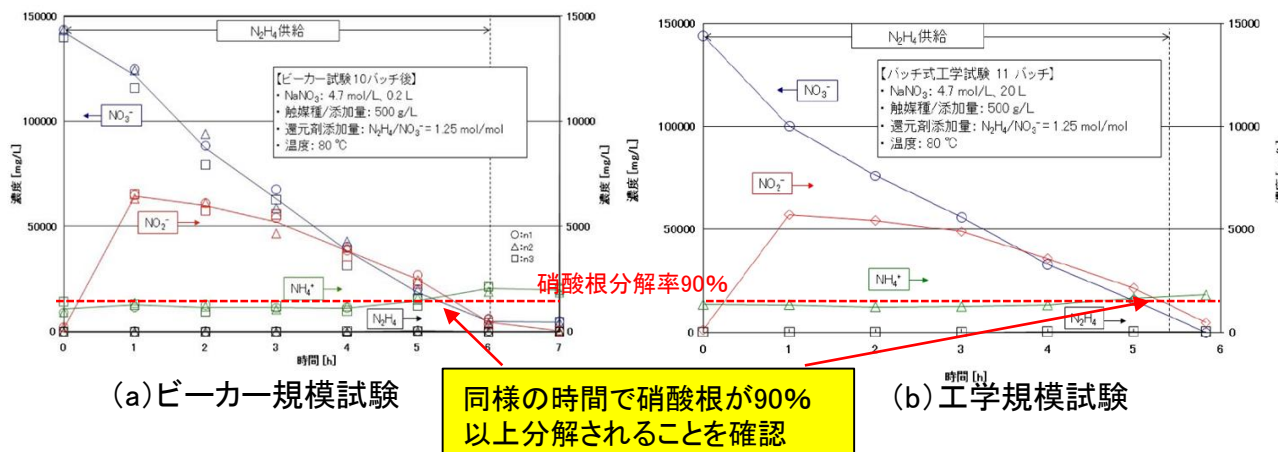 150000
15000
N₂H₄供給
【ビーカー試験10バッチ後】
・NaNO₃: 4.7 mol/L, 0.2 L
・触媒種/添加量: 500 g/L
・還元剤添加量: N₂H₄/NO₃⁻ = 1.25 mol/mol
・温度: 80 ℃
NO₃⁻
100000
10000
濃度 [mg/L]
濃度 [mg/L]
NO₂⁻
50000
5000
○:n1
△:n2
□:n3
NH₄⁺
N₂H₄
0
0
0 1 2 3 4 5 6 7
時間 [h]
(a)ビーカー規模試験
硝酸根分解率90%
同様の時間で硝酸根が90%
以上分解されることを確認
150000
15000
N₂H₄供給
【バッチ式工学試験 11 バッチ】
・NaNO₃: 4.7 mol/L, 20 L
・触媒種/添加量: 500 g/L
・還元剤添加量: N₂H₄/NO₃⁻ = 1.25 mol/mol
・温度: 80 ℃
NO₃⁻
100000
10000
濃度 [mg/L]
NO₂⁻
50000
5000
NH₄⁺
N₂H₄
0
0
0 1 2 3 4 5 6
時間 [h]
(b)工学規模試験